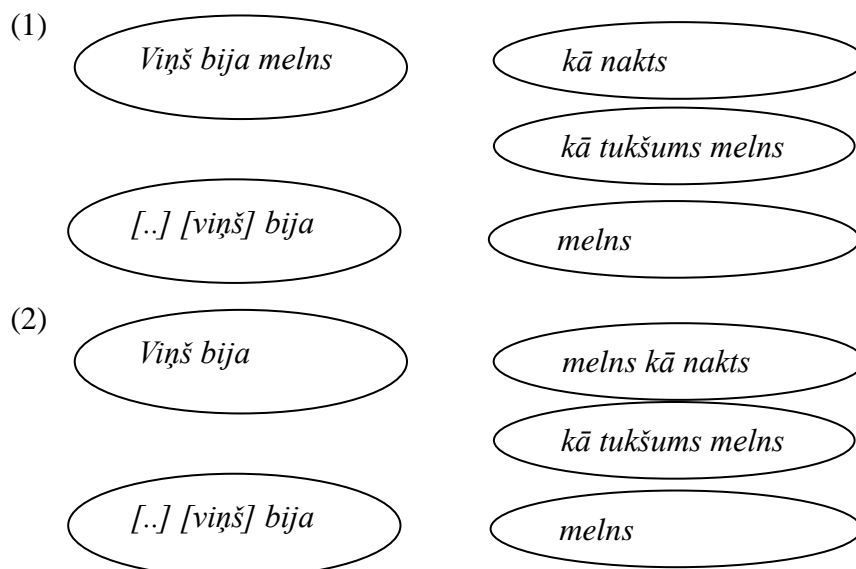 (1)
Viņš bija melns
kā nakts
kā tukšums melns
[..] [viņš] bija
melns
(2)
Viņš bija
melns kā nakts
kā tukšums melns
[..] [viņš] bija
melns